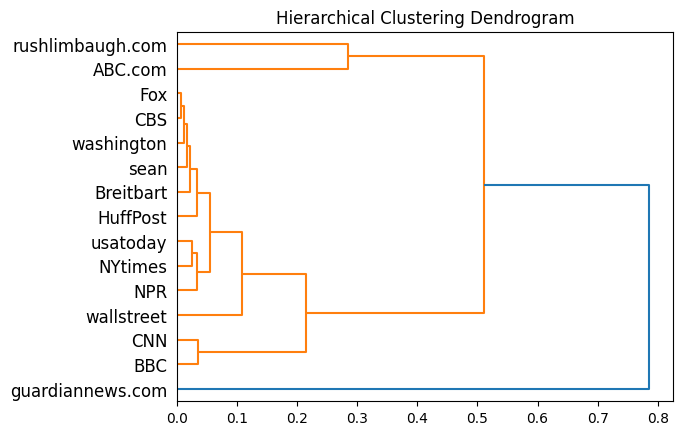 Hierarchical Clustering Dendrogram
rushlimbaugh.com
ABC.com
Fox
CBS
washington
sean
Breitbart
HuffPost
usatoday
NYtimes
NPR
wallstreet
CNN
BBC
guardiannews.com
0.0 0.1 0.2 0.3 0.4 0.5 0.6 0.7 0.8